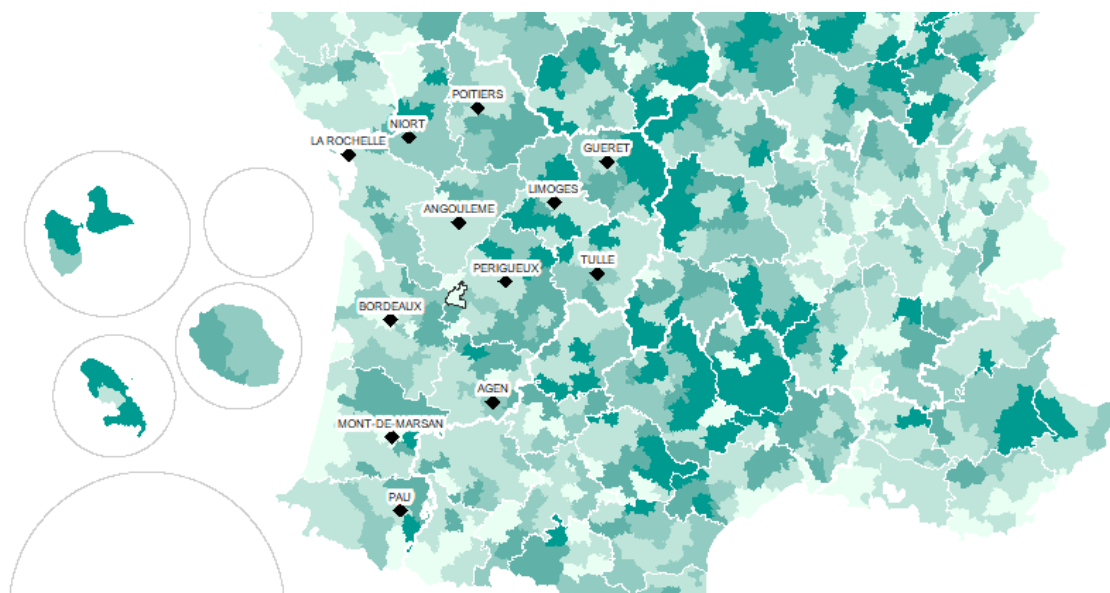 POITIERS
NIORT
LA ROCHELLE
GUERET
LIMOGES
ANGOULEME
PERIGUEUX
TULLE
BORDEAUX
AGEN
MONT-DE-MARSAN
PAU